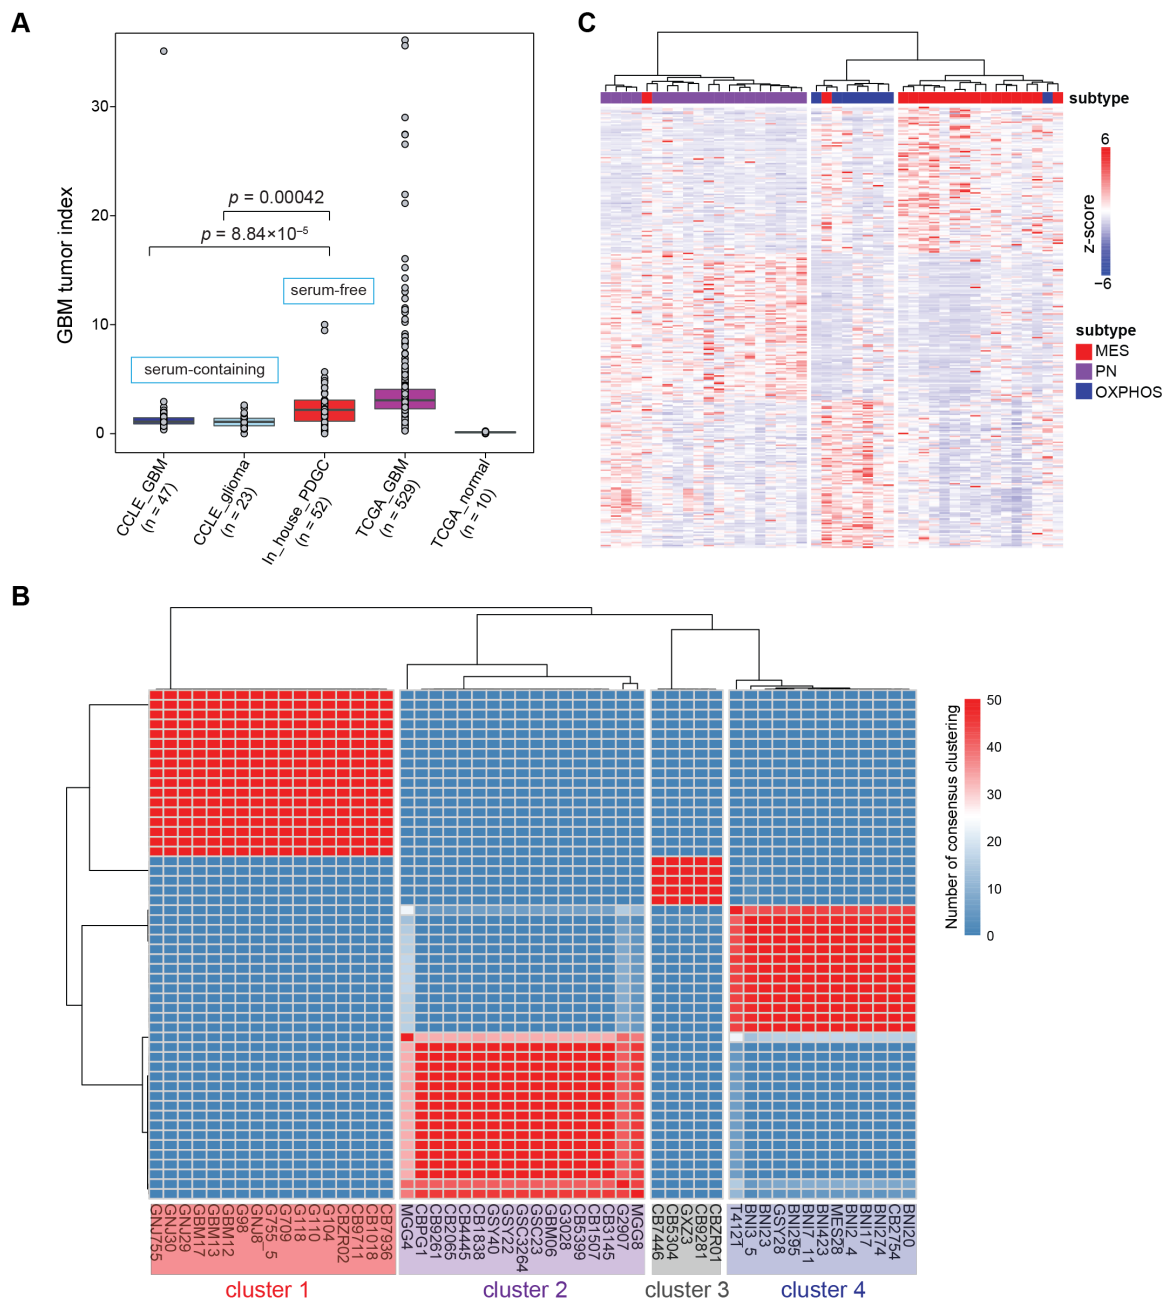 A
GBM tumor index
30
20
10
0
p = 0.00042
p = 8.84×10⁻⁵
serum-free
serum-containing
CCLE_GBM
(n = 47)
CCLE_glioma
(n = 23)
In_house_PDGC
(n = 52)
TCGA_GBM
(n = 529)
TCGA_normal
(n = 10)
C
subtype
6
z-score
−6
subtype
MES
PN
OXPHOS
B
50
40
30
20
10
0
Number of consensus clustering
GNJ755
GNJ30
GNJ29
GBM17
GBM13
GBM12
G98
GNJ8
G755_5
G709
G118
G110
G104
CBZR02
CB9711
CB1018
CB7936
MGG4
CBPG1
CB9261
CB2065
CB4445
CB1838
GSY40
GSY22
GSC3264
GSC23
GBM06
G3028
CB5399
CB1507
CB3145
G2907
MGG8
CB7446
CB5304
GXZ3
CB9281
CBZR01
T4121
BNI3_5
BNI23
GSY28
BNI295
BNI7_11
BNI423
MES28
BNI2_4
BNI17
BNI274
CBZ754
BNI20
cluster 1
cluster 2
cluster 3
cluster 4